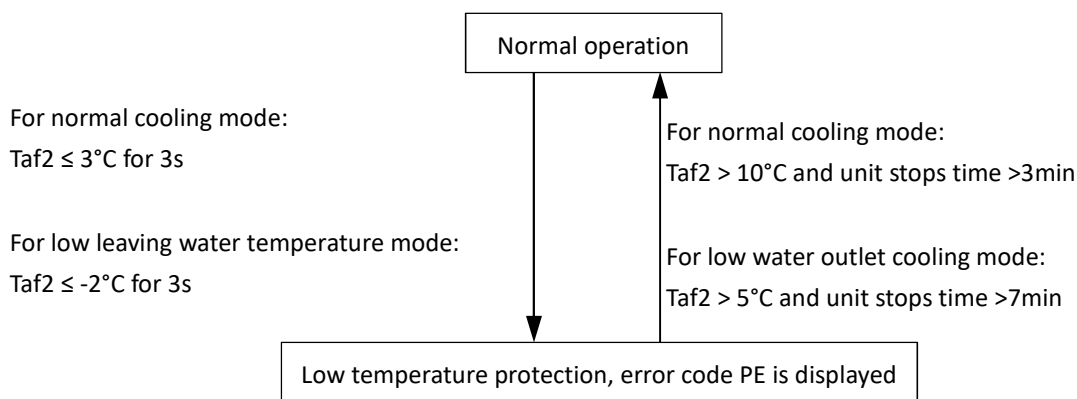 Normal operation
For normal cooling mode:
Taf2 ≤ 3°C for 3s
For low leaving water temperature mode:
Taf2 ≤ -2°C for 3s
For normal cooling mode:
Taf2 > 10°C and unit stops time >3min
For low water outlet cooling mode:
Taf2 > 5°C and unit stops time >7min
Low temperature protection, error code PE is displayed